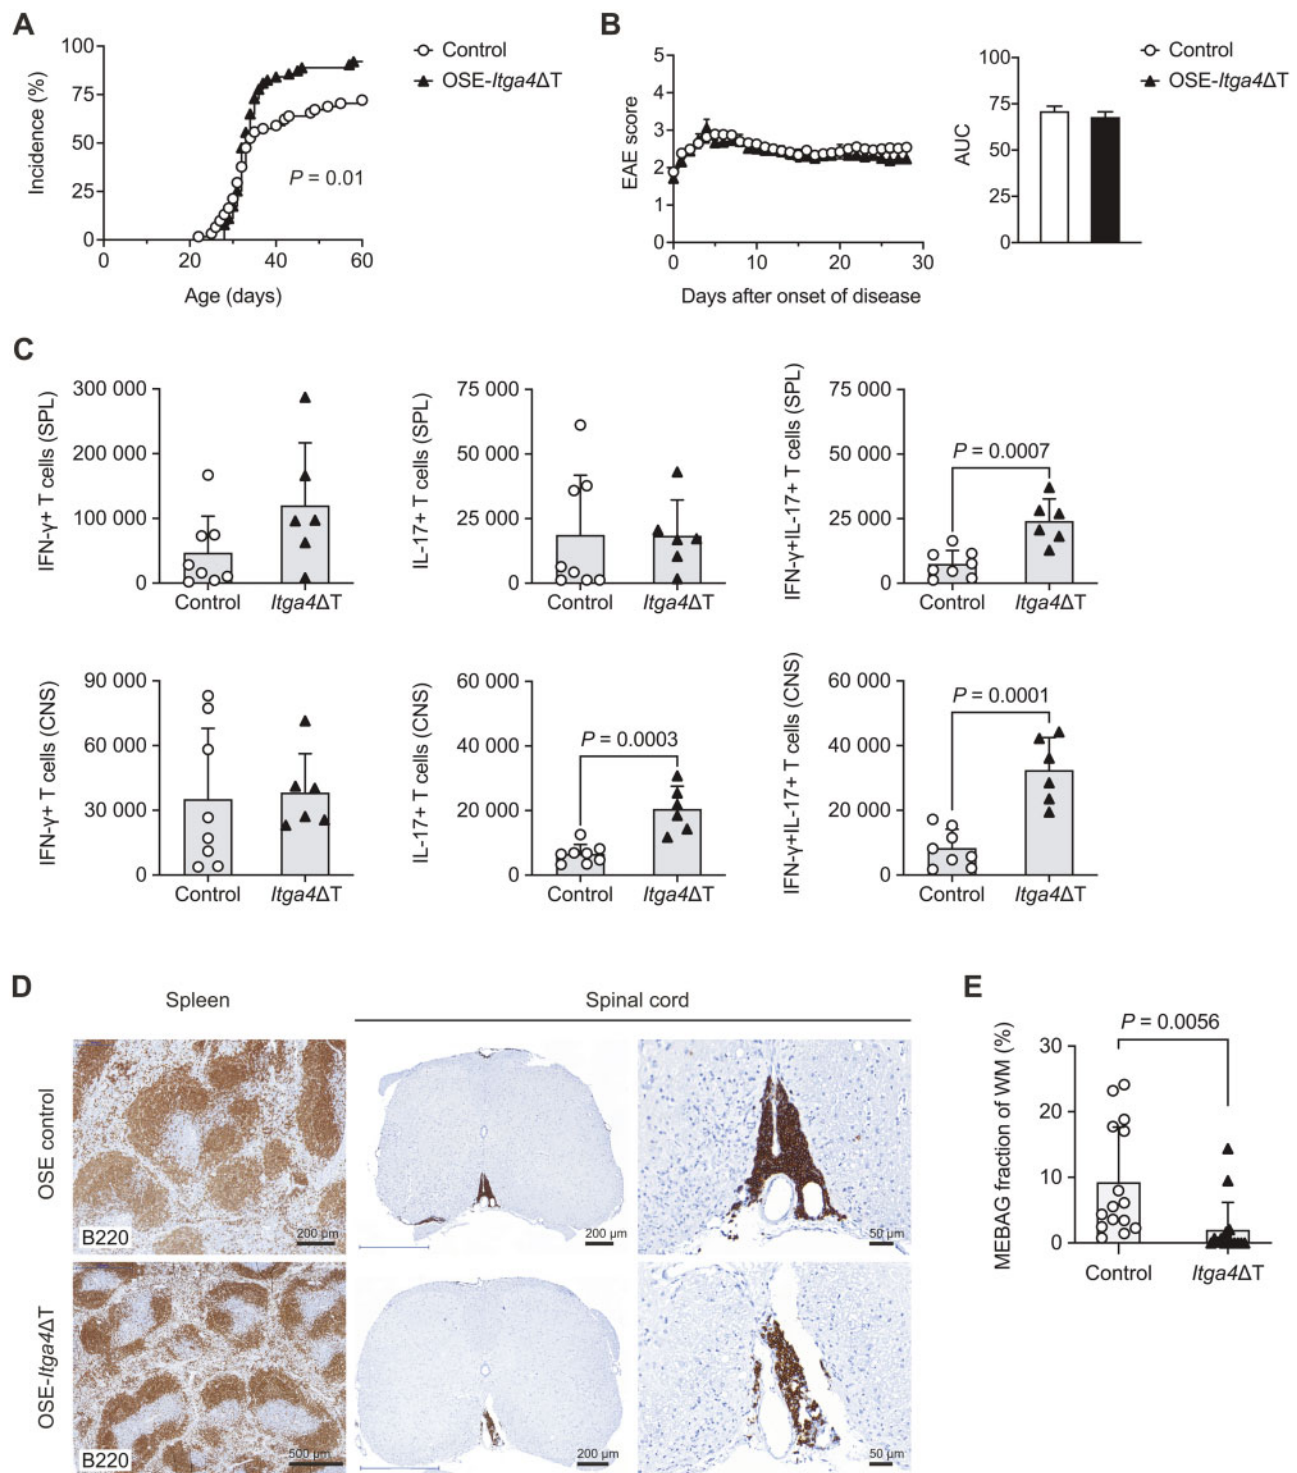 A
Incidence (%)
100
75
50
25
0
0
20
40
60
Age (days)
P = 0.01
Control
OSE-Itga4ΔT
B
EAE score
5
4
3
2
1
0
0
10
20
30
Days after onset of disease
AUC
100
75
50
25
0
Control
OSE-Itga4ΔT
C
IFN-γ+ T cells (SPL)
300 000
200 000
100 000
0
Control
Itga4ΔT
IL-17+ T cells (SPL)
75 000
50 000
25 000
0
Control
Itga4ΔT
IFN-γ+IL-17+ T cells (SPL)
75 000
50 000
25 000
0
P = 0.0007
Control
Itga4ΔT
IFN-γ+ T cells (CNS)
90 000
60 000
30 000
0
Control
Itga4ΔT
IL-17+ T cells (CNS)
60 000
40 000
20 000
0
P = 0.0003
Control
Itga4ΔT
IFN-γ+IL-17+ T cells (CNS)
60 000
40 000
20 000
0
P = 0.0001
Control
Itga4ΔT
D
Spleen
Spinal cord
OSE control
B220
200 µm
200 µm
50 µm
OSE-Itga4ΔT
B220
500 µm
200 µm
50 µm
E
MEBAG fraction of WM (%)
30
20
10
0
P = 0.0056
Control
Itga4ΔT